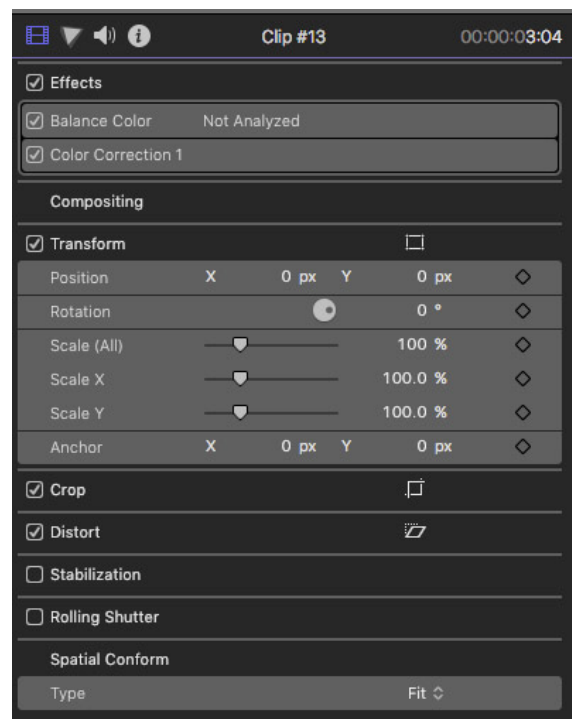 Clip #13 00:00:03:04
Effects
Balance Color Not Analyzed
Color Correction 1
Compositing
Transform
Position X 0 px Y 0 px
Rotation 0 °
Scale (All) 100 %
Scale X 100.0 %
Scale Y 100.0 %
Anchor X 0 px Y 0 px
Crop
Distort
Stabilization
Rolling Shutter
Spatial Conform
Type Fit